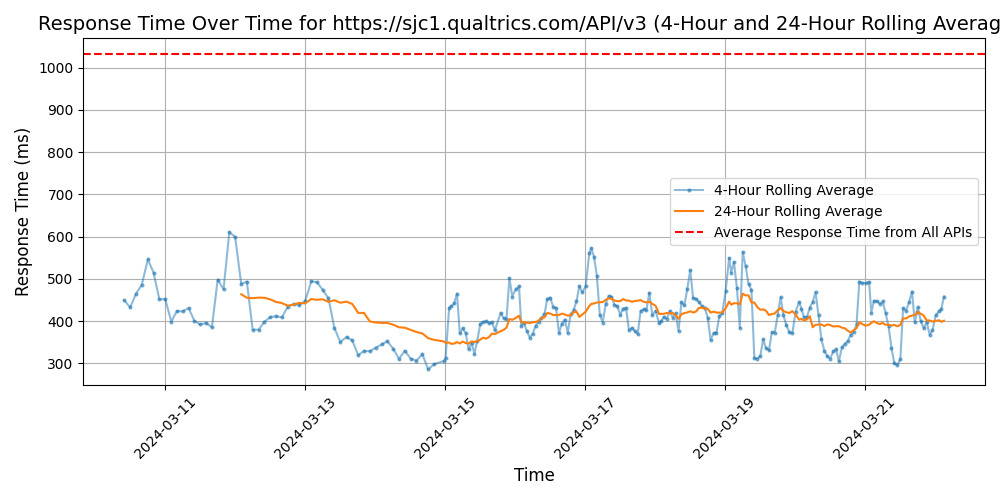 Response Time Over Time for https://sjc1.qualtrics.com/API/v3 (4-Hour and 24-Hour Rolling Averag
1000
900
800
700
600
500
400
300
Response Time (ms)
4-Hour Rolling Average
24-Hour Rolling Average
Average Response Time from All APIs
2024-03-11
2024-03-13
2024-03-15
2024-03-17
2024-03-19
2024-03-21
Time